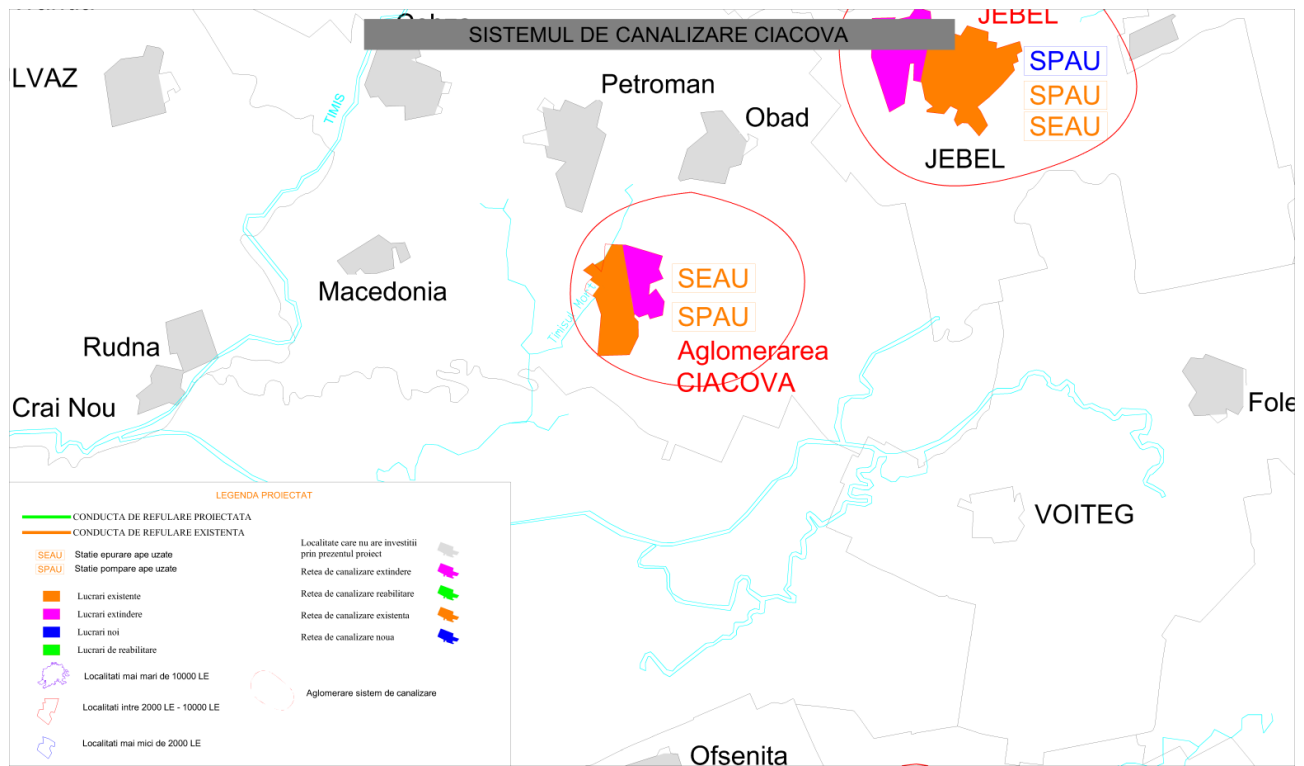 SISTEMUL DE CANALIZARE CIACOVA
JEBEL
LVAZ
TIMIS
Petroman
Obad
SPAU
SPAU
SEAU
JEBEL
Macedonia
Timisul Mort
SEAU
SPAU
Aglomerarea
CIACOVA
Rudna
Crai Nou
Fole
VOITEG
Ofsenita
LEGENDA PROIECTAT
CONDUCTA DE REFULARE PROIECTATA
CONDUCTA DE REFULARE EXISTENTA
SEAU Statie epurare ape uzate
SPAU Statie pompare ape uzate
Lucrari existente
Lucrari extindere
Lucrari noi
Lucrari de reabilitare
Localitati mai mari de 10000 LE
Localitati intre 2000 LE - 10000 LE
Localitati mai mici de 2000 LE
Localitate care nu are investitii
prin prezentul proiect
Retea de canalizare extindere
Retea de canalizare reabilitare
Retea de canalizare existenta
Retea de canalizare noua
Aglomerare sistem de canalizare